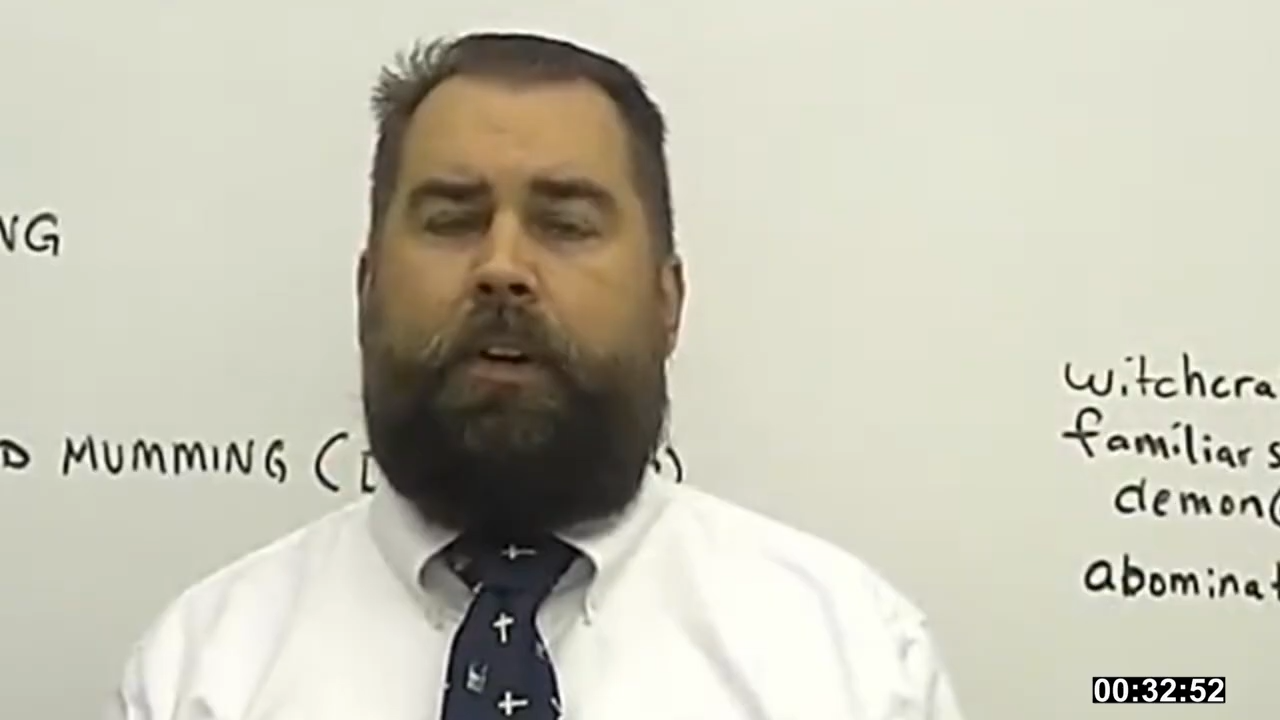 NG
D MUMMING (
)
witchcra
familiar s
demon(
abominat
00:32:52